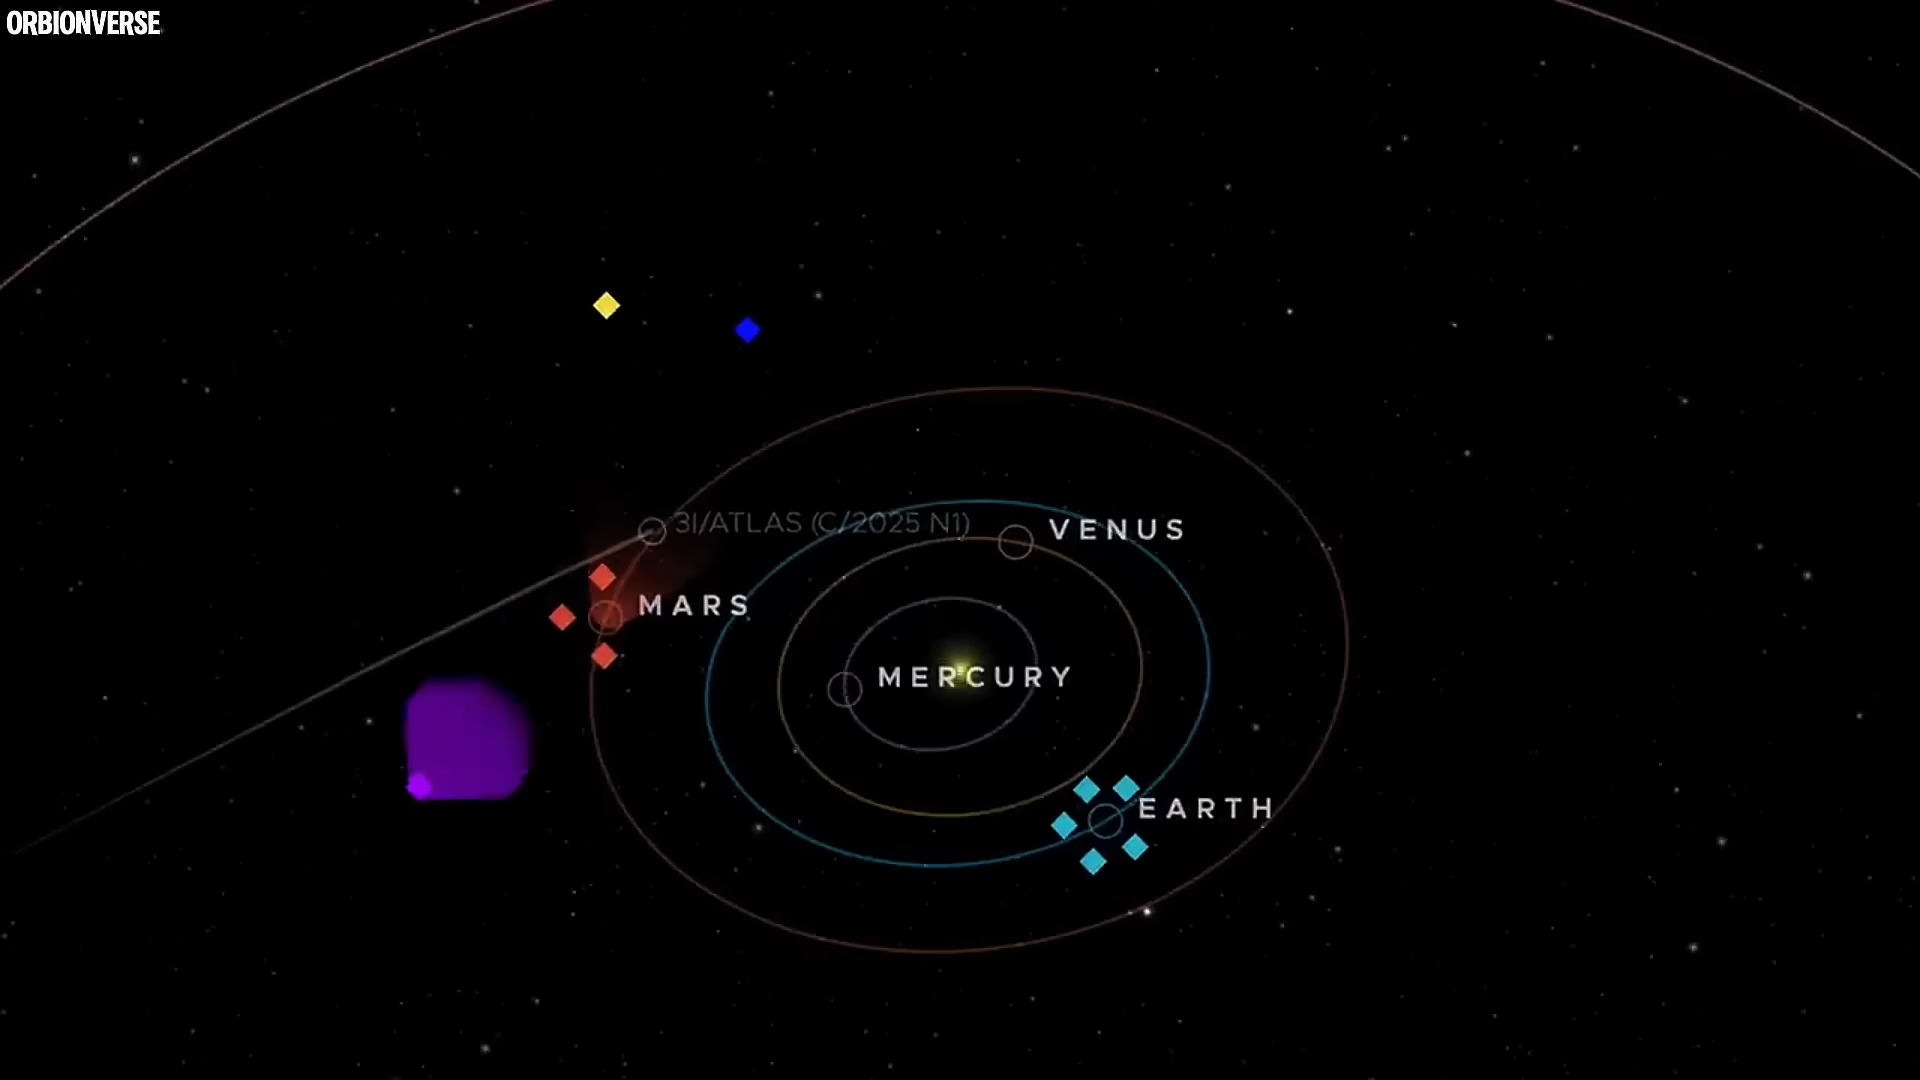 ORBIONVERSE
3I/ATLAS (C/2025 N1)
VENUS
MARS
MERCURY
EARTH